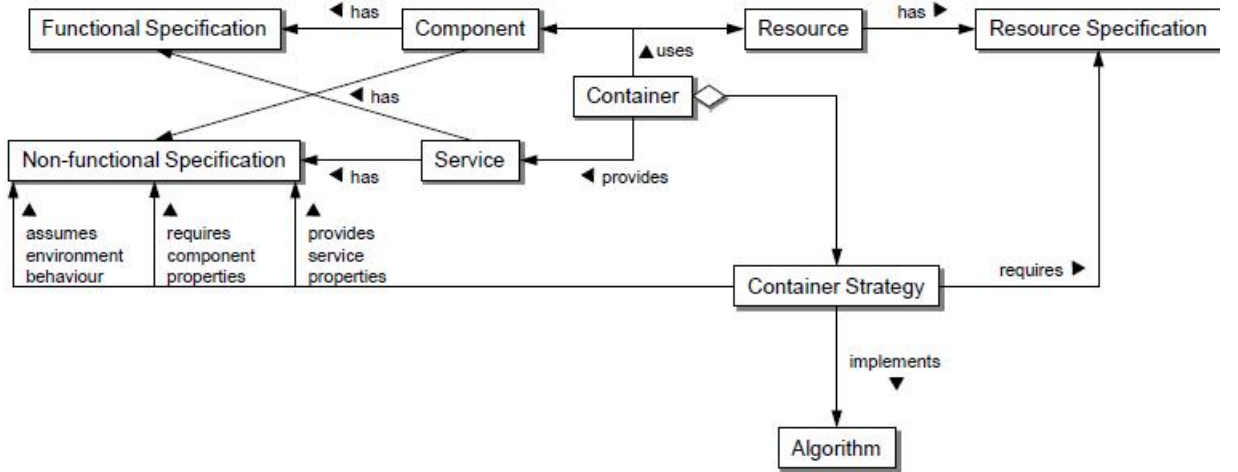 ◀ has
has ▶
Functional Specification
Component
Resource
Resource Specification
▲ uses
◀ has
Container
Non-functional Specification
Service
◀ has
◀ provides
▲
assumes
environment
behaviour
▲
requires
component
properties
▲
provides
service
properties
requires ▶
Container Strategy
implements
▼
Algorithm